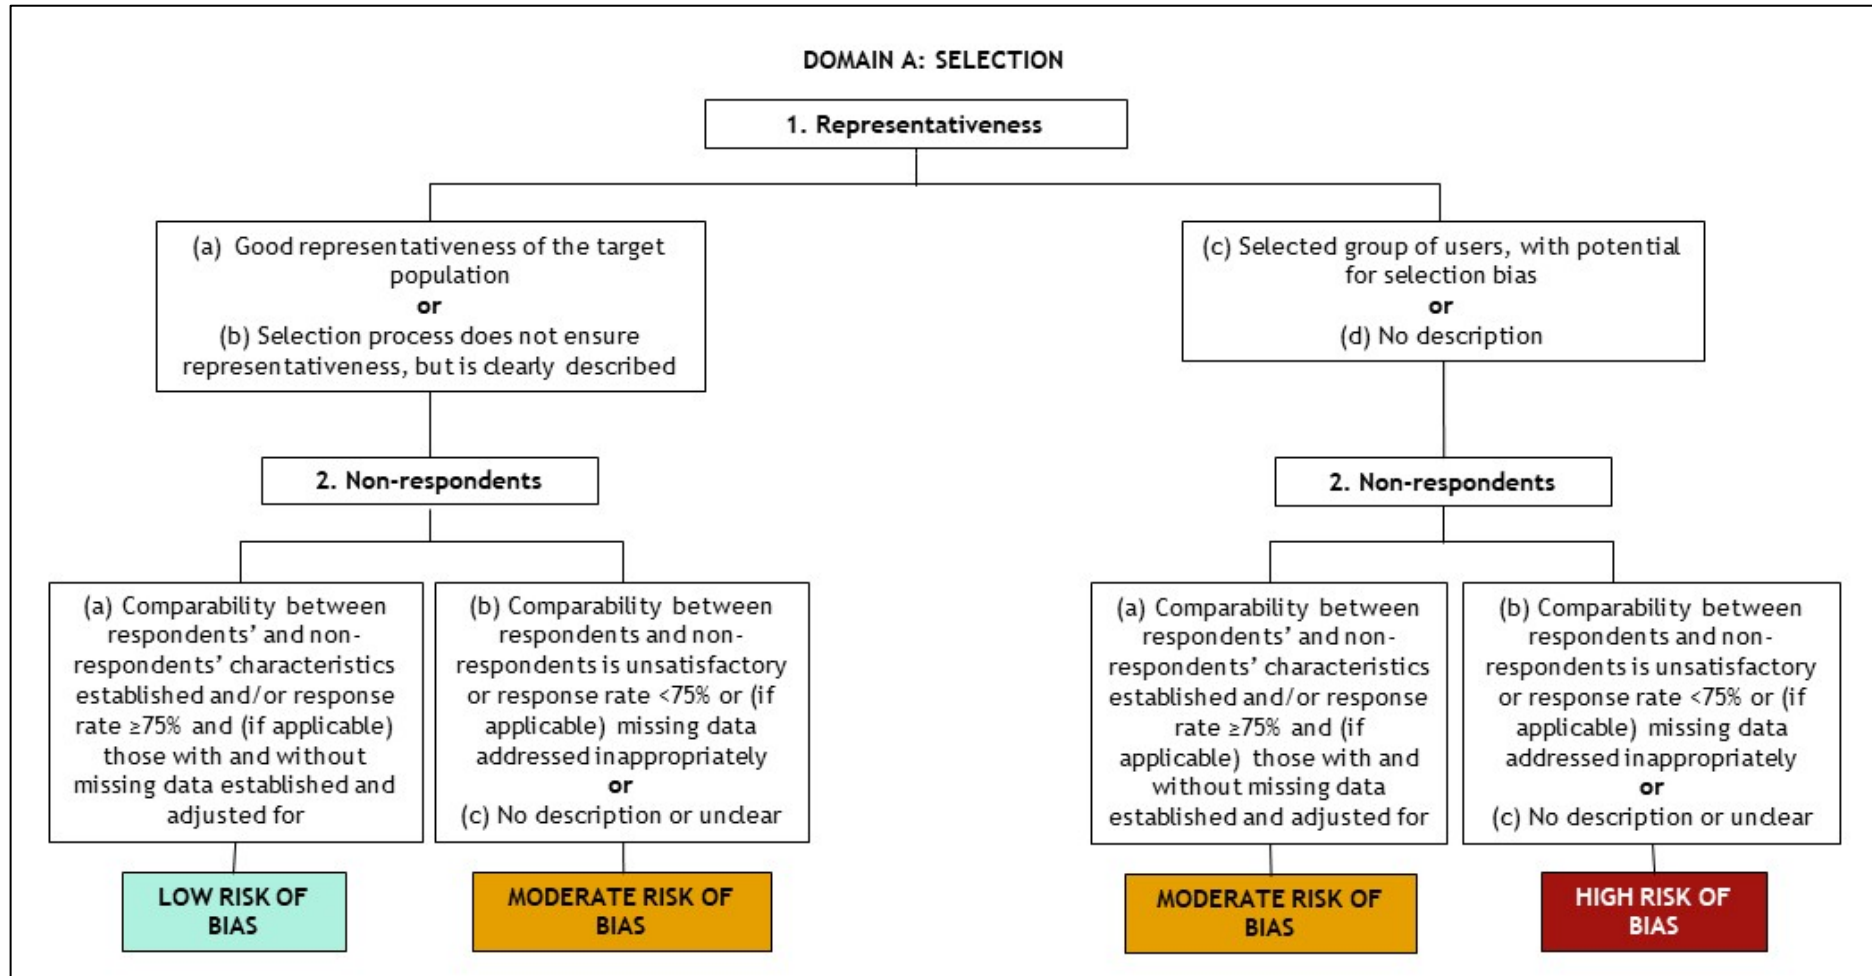 DOMAIN A: SELECTION
1. Representativeness
(a) Good representativeness of the target
population
or
(b) Selection process does not ensure
representativeness, but is clearly described
(c) Selected group of users, with potential
for selection bias
or
(d) No description
2. Non-respondents
2. Non-respondents
(a) Comparability between
respondents' and non-
respondents' characteristics
established and/or response
rate ≥75% and (if applicable)
those with and without
missing data established and
adjusted for
(b) Comparability between
respondents and non-
respondents is unsatisfactory
or response rate <75% or (if
applicable) missing data
addressed inappropriately
or
(c) No description or unclear
(a) Comparability between
respondents' and non-
respondents' characteristics
established and/or response
rate ≥75% and (if
applicable) those with and
without missing data
established and adjusted for
(b) Comparability between
respondents and non-
respondents is unsatisfactory
or response rate <75% or (if
applicable) missing data
addressed inappropriately
or
(c) No description or unclear
LOW RISK OF
BIAS
MODERATE RISK OF
BIAS
MODERATE RISK OF
BIAS
HIGH RISK OF
BIAS